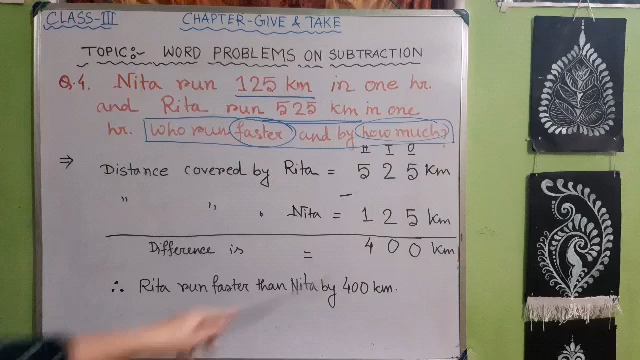 CLASS-III CHAPTER-GIVE & TAKE
TOPIC:- WORD PROBLEMS ON SUBTRACTION
Q.4. Nita run 125 km in one hr.
and Rita run 525 km in one
hr. Who run faster and by how much?
H T O
⇒ Distance covered by Rita = 5 2 5 km
" " " Nita = - 1 2 5 km
Difference is = 4 0 0 km
∴ Rita run faster than Nita by 400 km.